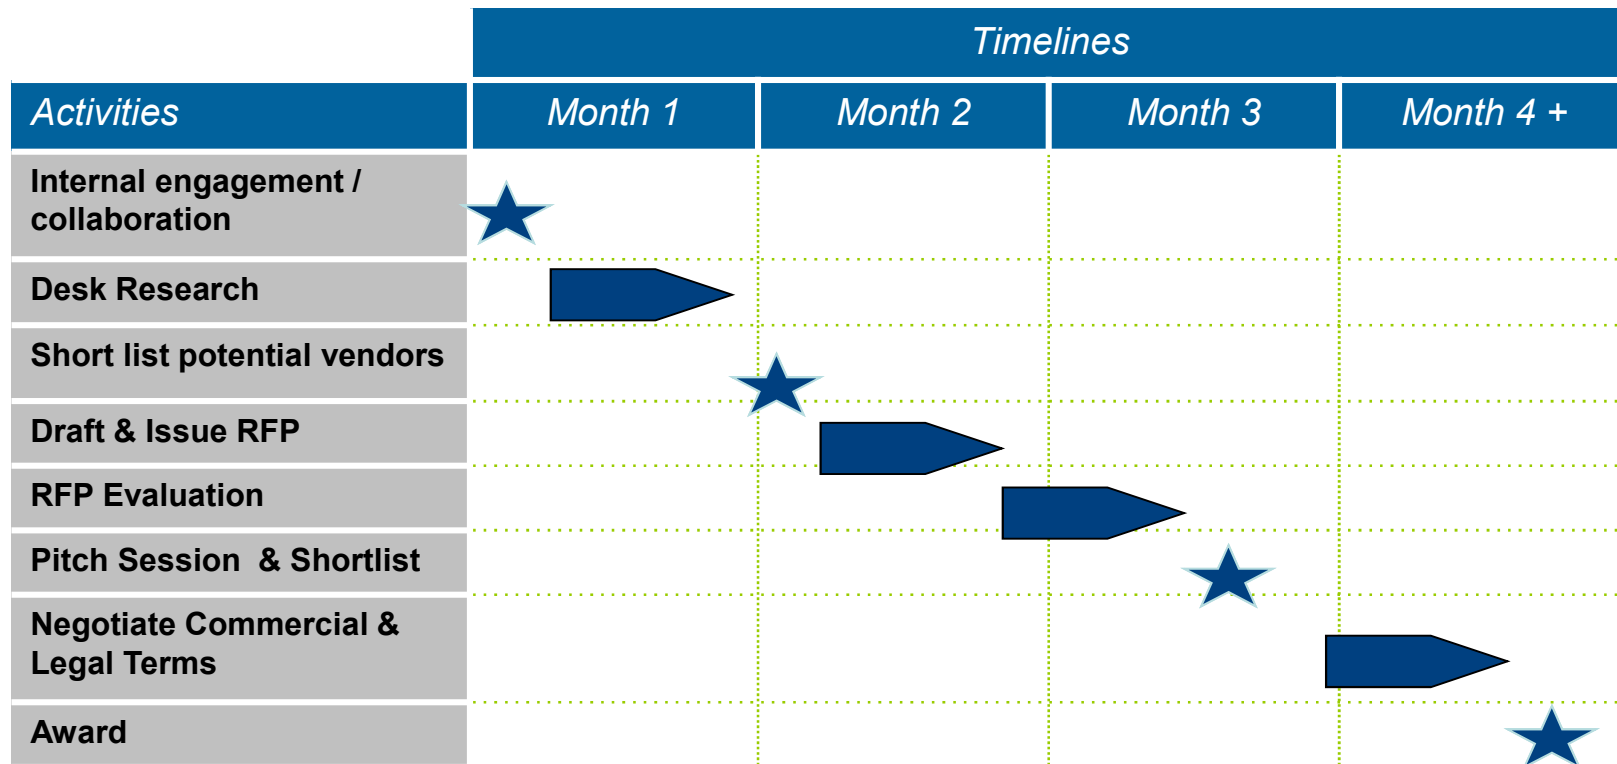 Timelines
Activities
Month 1
Month 2
Month 3
Month 4 +
Internal engagement /
collaboration
Desk Research
Short list potential vendors
Draft & Issue RFP
RFP Evaluation
Pitch Session  & Shortlist
Negotiate Commercial &
Legal Terms
Award